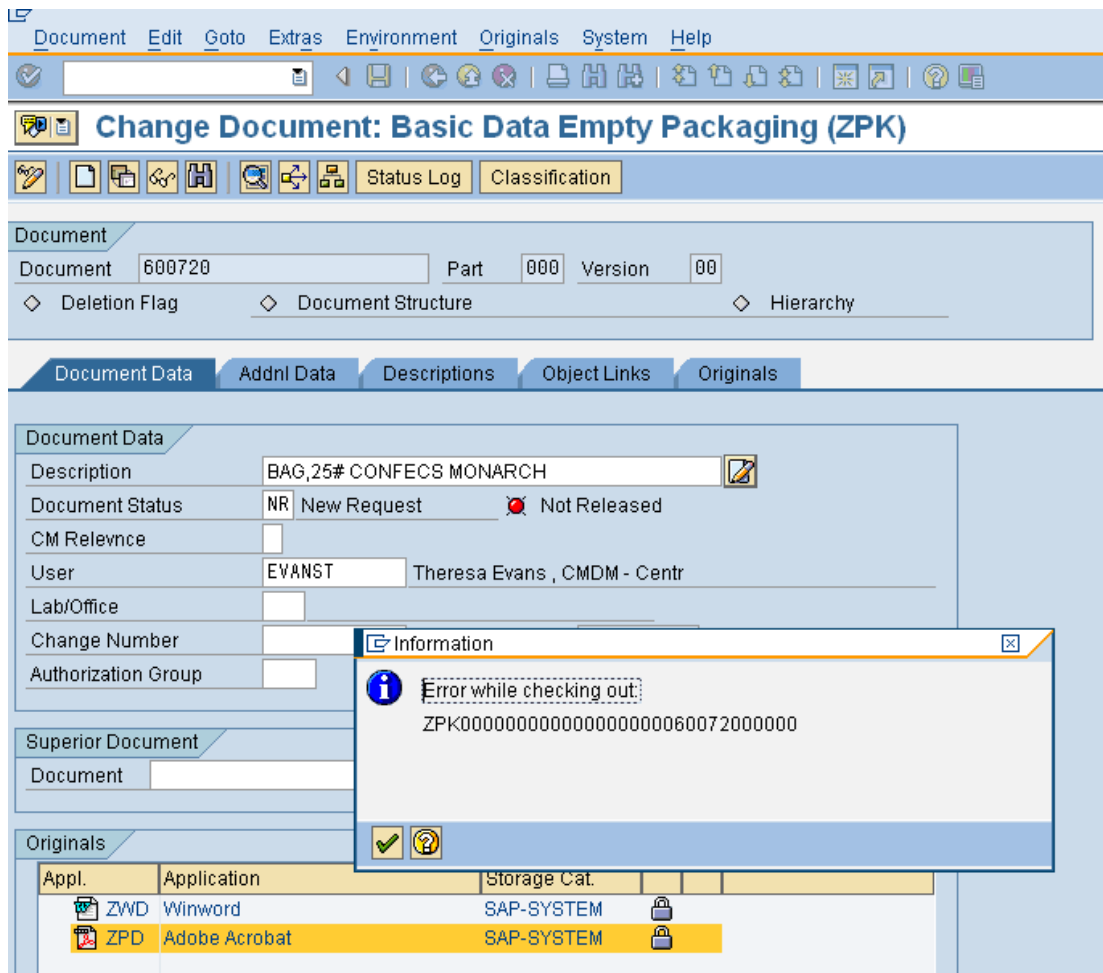 Document Edit Goto Extras Environment Originals System Help
Change Document: Basic Data Empty Packaging (ZPK)
Status Log Classification
Document
Document 600720 Part 000 Version 00
Deletion Flag Document Structure Hierarchy
Document Data Addnl Data Descriptions Object Links Originals
Document Data
Description BAG,25# CONFECS MONARCH
Document Status NR New Request Not Released
CM Relevnce
User EVANST Theresa Evans , CMDM - Centr
Lab/Office
Change Number
Information
Authorization Group
Error while checking out:
Superior Document
Document
Originals
Appl. Application Storage Cat.
ZWD Winword SAP-SYSTEM
ZPD Adobe Acrobat SAP-SYSTEM